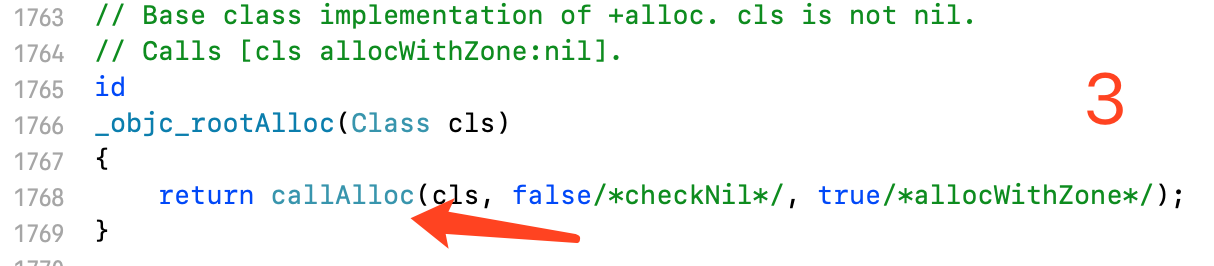 1763 // Base class implementation of +alloc. cls is not nil.
1764 // Calls [cls allocWithZone:nil].
1765 id
1766 _objc_rootAlloc(Class cls)
3
1767 {
1768     return callAlloc(cls, false/*checkNil*/, true/*allocWithZone*/);
1769 }
1770